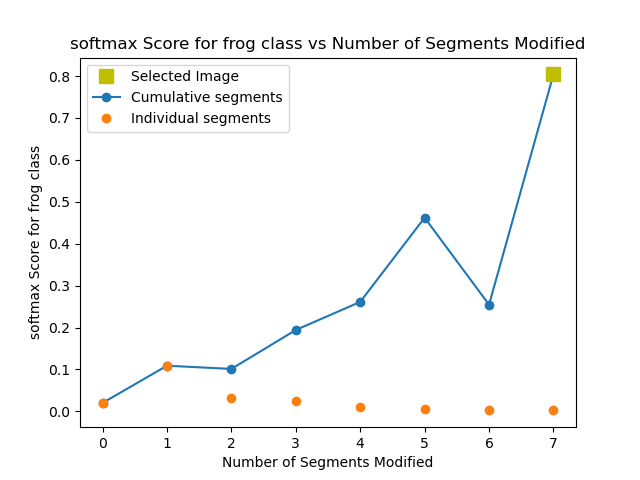 softmax Score for frog class vs Number of Segments Modified
Selected Image
Cumulative segments
Individual segments
softmax Score for frog class
0.8
0.7
0.6
0.5
0.4
0.3
0.2
0.1
0.0
0 1 2 3 4 5 6 7
Number of Segments Modified